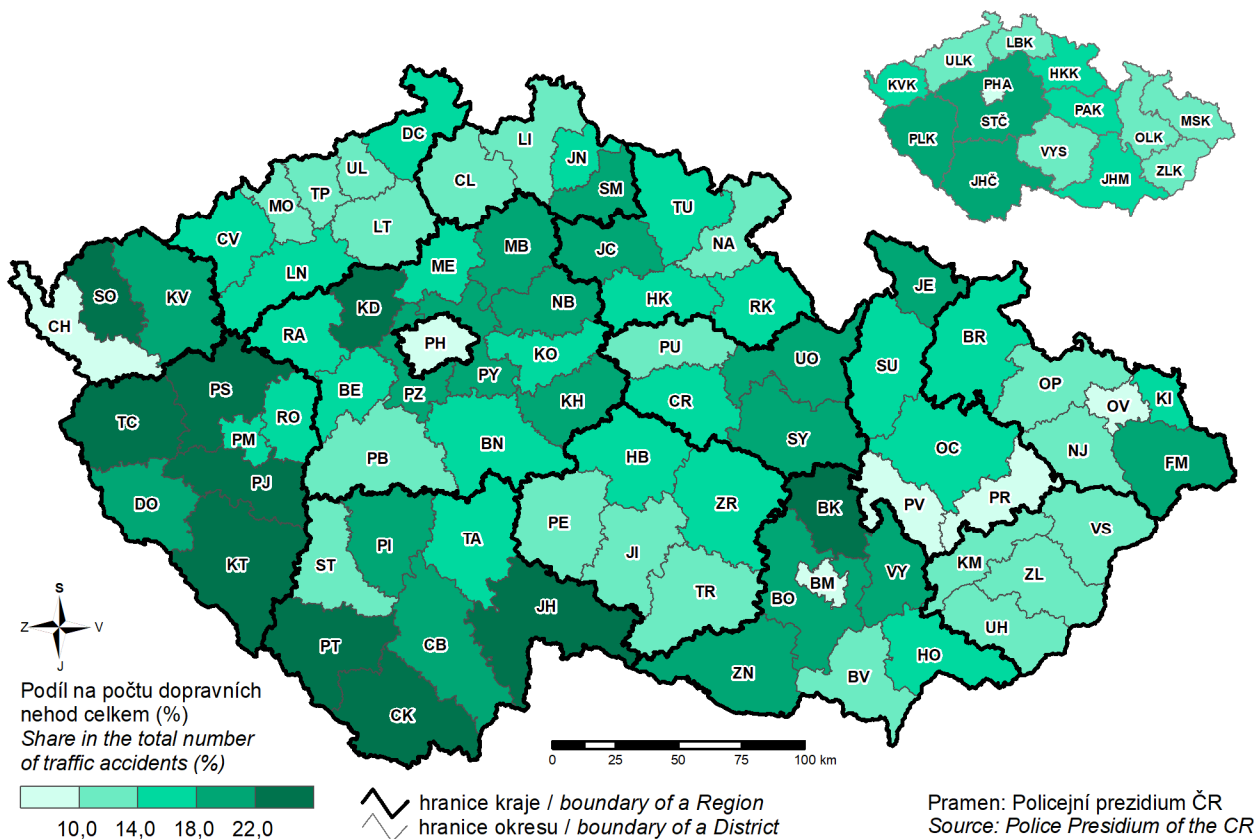 LBK
ULK
HKK
KVK
PHA
PAK
STČ
MSK
PLK
OLK
VYS
ZLK
JHČ
JHM
DC
LI
JN
UL
CL
TP
SM
MO
TU
LT
CV
NA
MB
JC
ME
LN
JE
SO
KV
KD
NB
HK
RK
CH
BR
RA
PH
KO
PU
UO
SU
OP
PS
BE
PY
PZ
KH
CR
KI
OV
TC
RO
PM
BN
SY
OC
PB
HB
NJ
FM
PJ
DO
PR
ZR
BK
PV
PE
VS
PI
TA
JI
KT
ST
KM
ZL
BM
VY
TR
BO
JH
UH
PT
CB
HO
ZN
BV
CK
S
Z V
J
Podíl na počtu dopravních
nehod celkem (%)
Share in the total number
of traffic accidents (%)
10,0 14,0 18,0 22,0
0 25 50 75 100 km
hranice kraje / boundary of a Region
hranice okresu / boundary of a District
Pramen: Policejní prezidium ČR
Source: Police Presidium of the CR